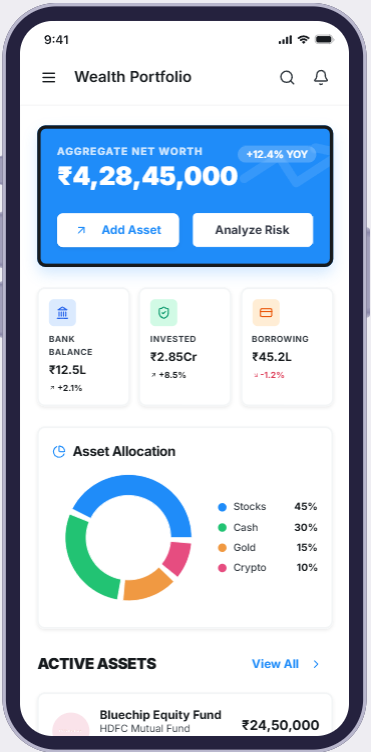 9:41
Wealth Portfolio
AGGREGATE NET WORTH
+12.4% YOY
₹4,28,45,000
Add Asset
Analyze Risk
BANK
BALANCE
₹12.5L
+2.1%
INVESTED
₹2.85Cr
+8.5%
BORROWING
₹45.2L
-1.2%
Asset Allocation
Stocks 45%
Cash 30%
Gold 15%
Crypto 10%
ACTIVE ASSETS
View All
Bluechip Equity Fund
HDFC Mutual Fund
₹24,50,000